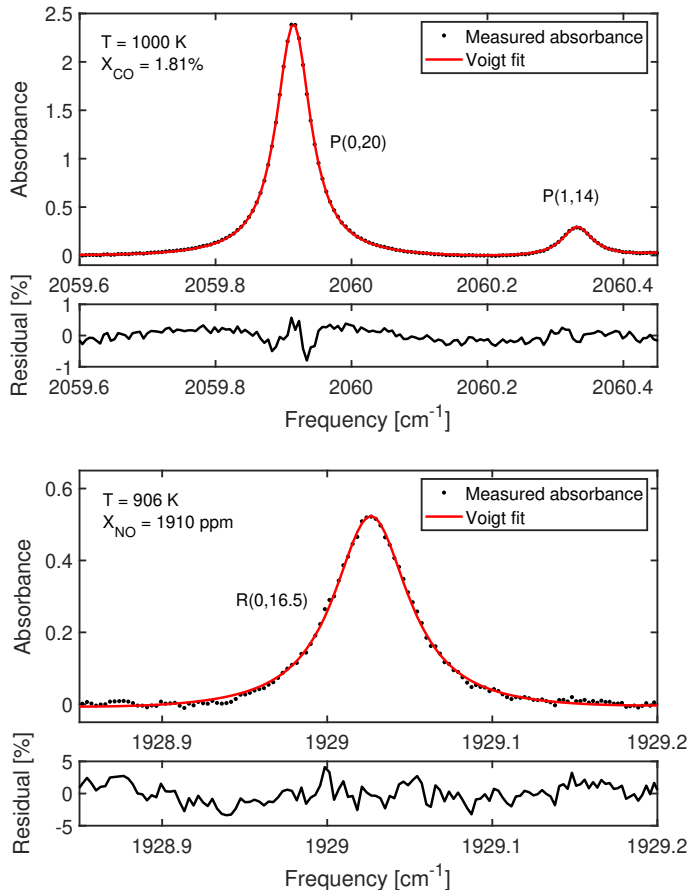 2.5
2
1.5
1
0.5
0
Absorbance
T = 1000 K
X_CO = 1.81%
Measured absorbance
Voigt fit
P(0,20)
P(1,14)
2059.6 2059.8 2060 2060.2 2060.4
1
0
-1
Residual [%]
2059.6 2059.8 2060 2060.2 2060.4
Frequency [cm⁻¹]
0.6
0.4
0.2
0
Absorbance
T = 906 K
X_NO = 1910 ppm
Measured absorbance
Voigt fit
R(0,16.5)
1928.9 1929 1929.1 1929.2
5
0
-5
Residual [%]
1928.9 1929 1929.1 1929.2
Frequency [cm⁻¹]